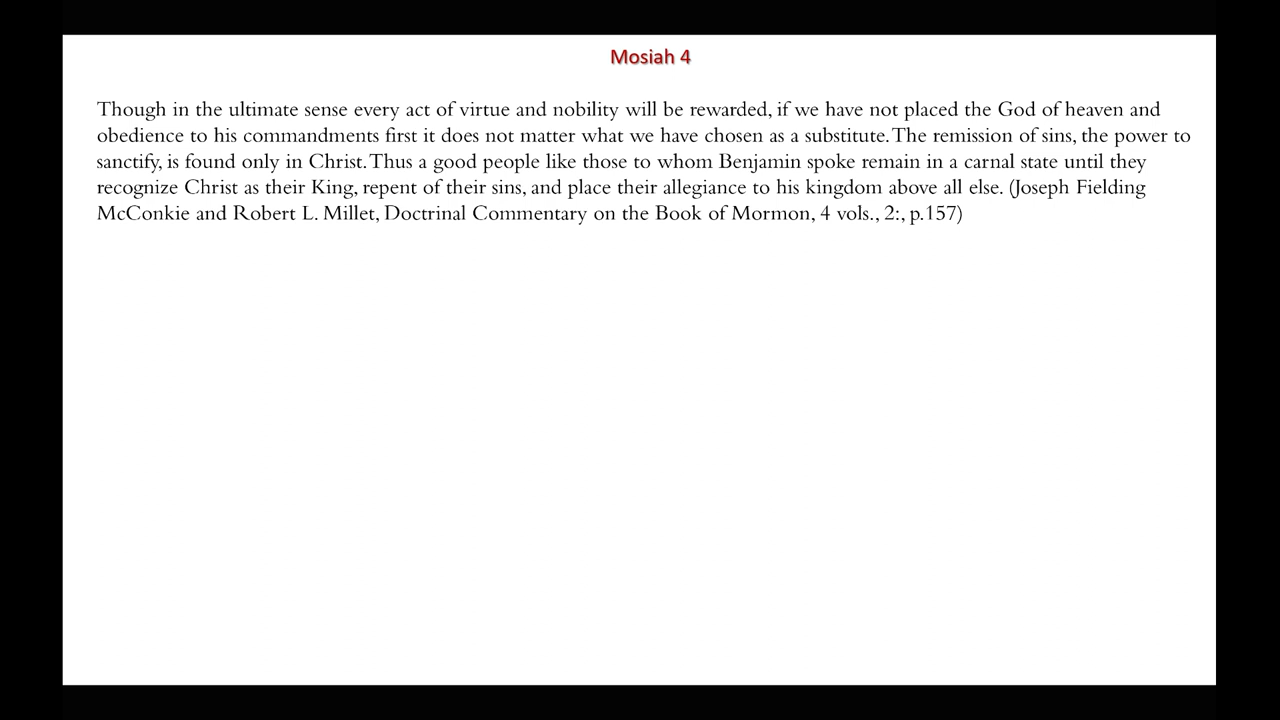 Mosiah 4
Though in the ultimate sense every act of virtue and nobility will be rewarded, if we have not placed the God of heaven and
obedience to his commandments first it does not matter what we have chosen as a substitute. The remission of sins, the power to
sanctify, is found only in Christ. Thus a good people like those to whom Benjamin spoke remain in a carnal state until they
recognize Christ as their King, repent of their sins, and place their allegiance to his kingdom above all else. (Joseph Fielding
McConkie and Robert L. Millet, Doctrinal Commentary on the Book of Mormon, 4 vols., 2:, p.157)